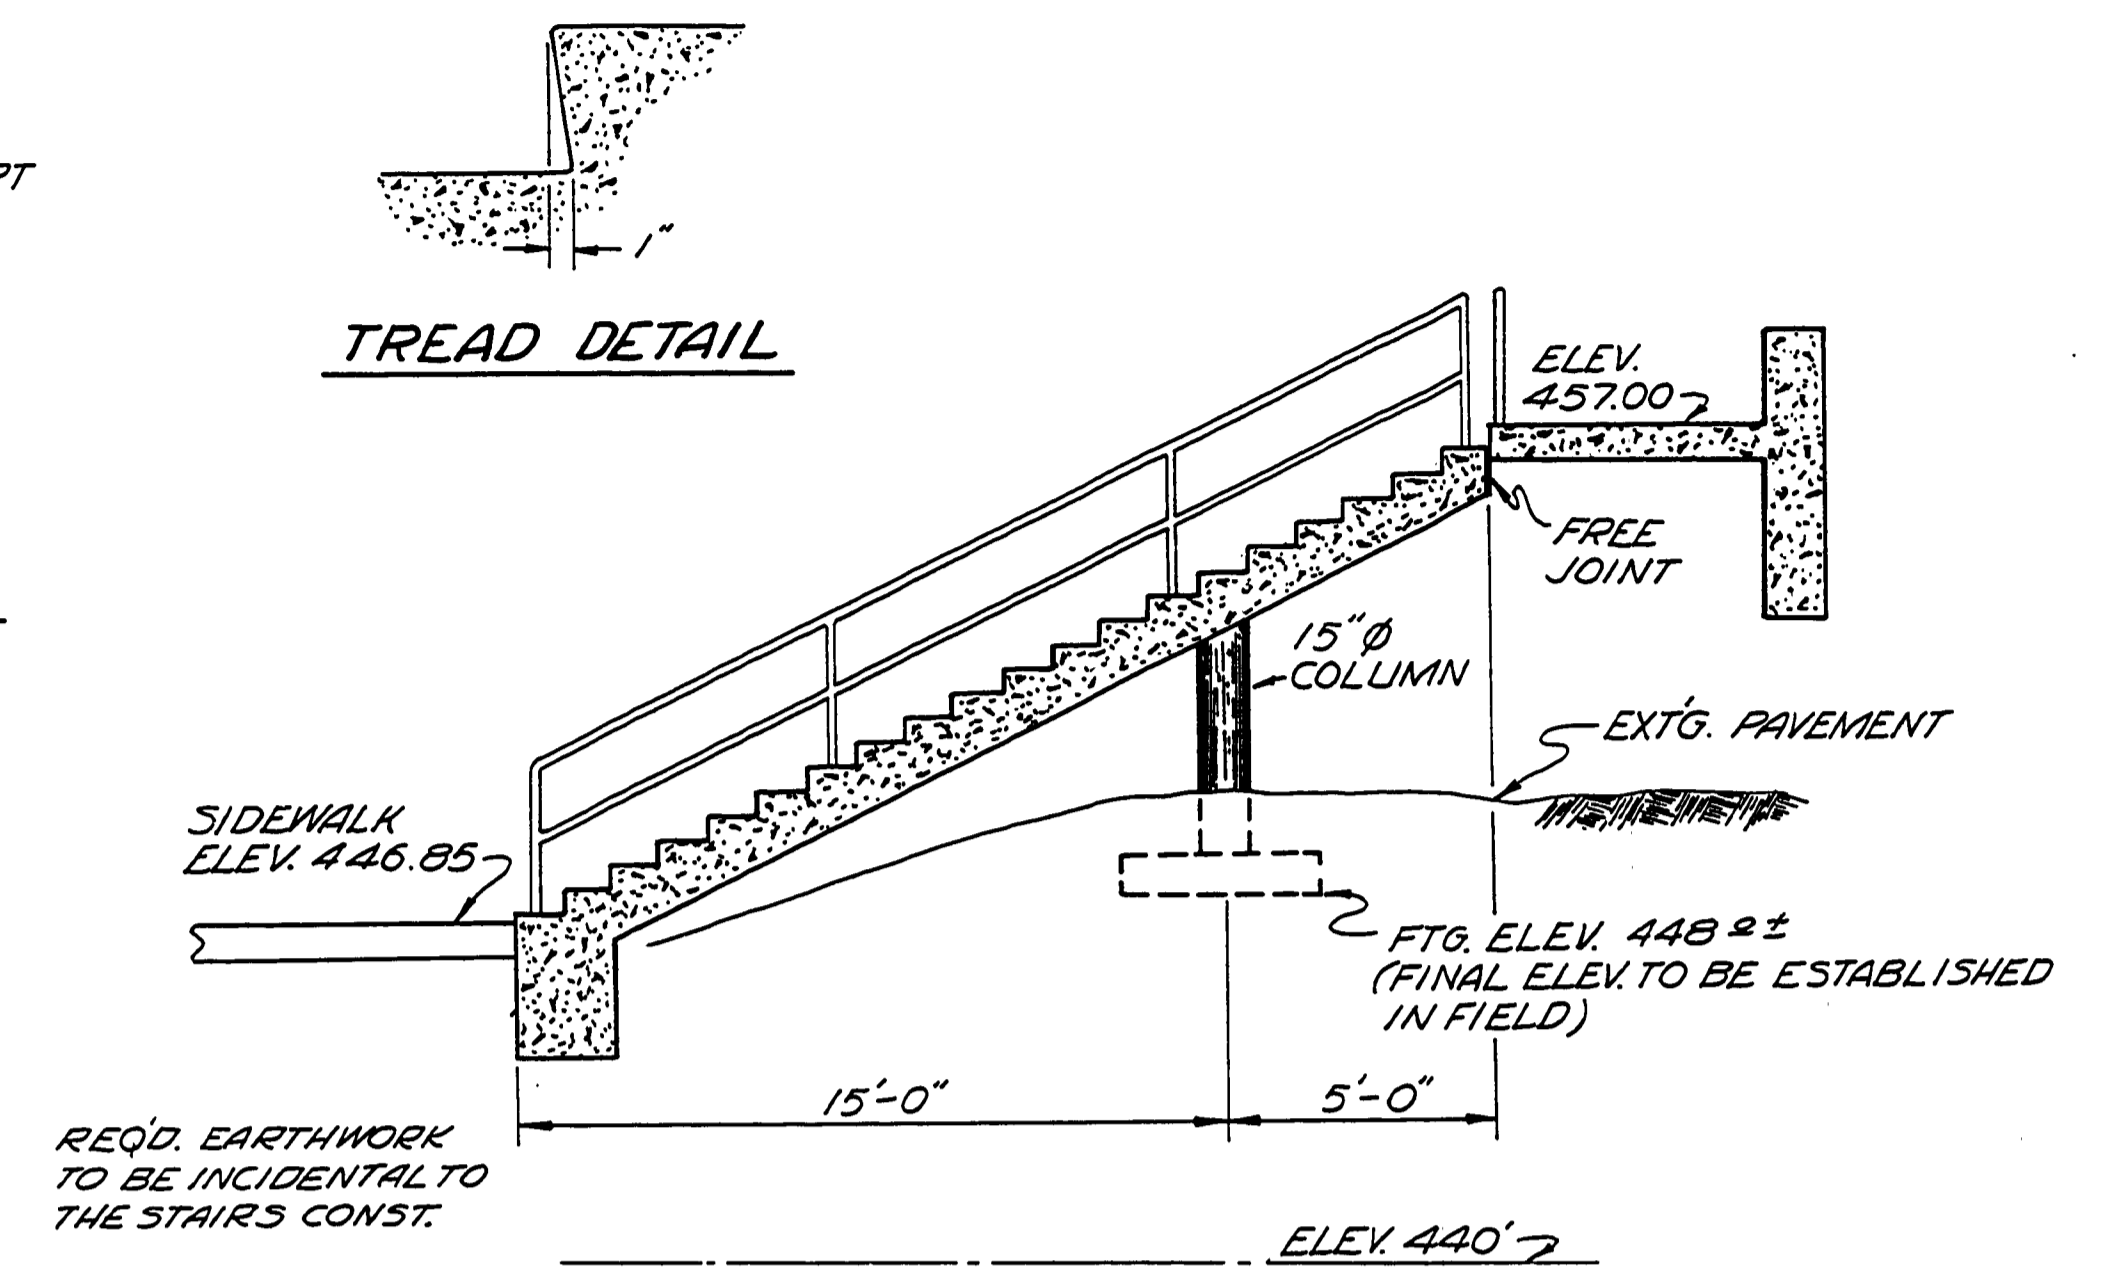 PT
1"
TREAD DETAIL
ELEV.
457.00
FREE
JOINT
15"Ø
COLUMN
EXT'G. PAVEMENT
SIDEWALK
ELEV. 446.85
FTG. ELEV. 448 º ±
(FINAL ELEV. TO BE ESTABLISHED
IN FIELD)
15'-0"
5'-0"
REQ'D. EARTHWORK
TO BE INCIDENTAL TO
THE STAIRS CONST.
ELEV. 440'